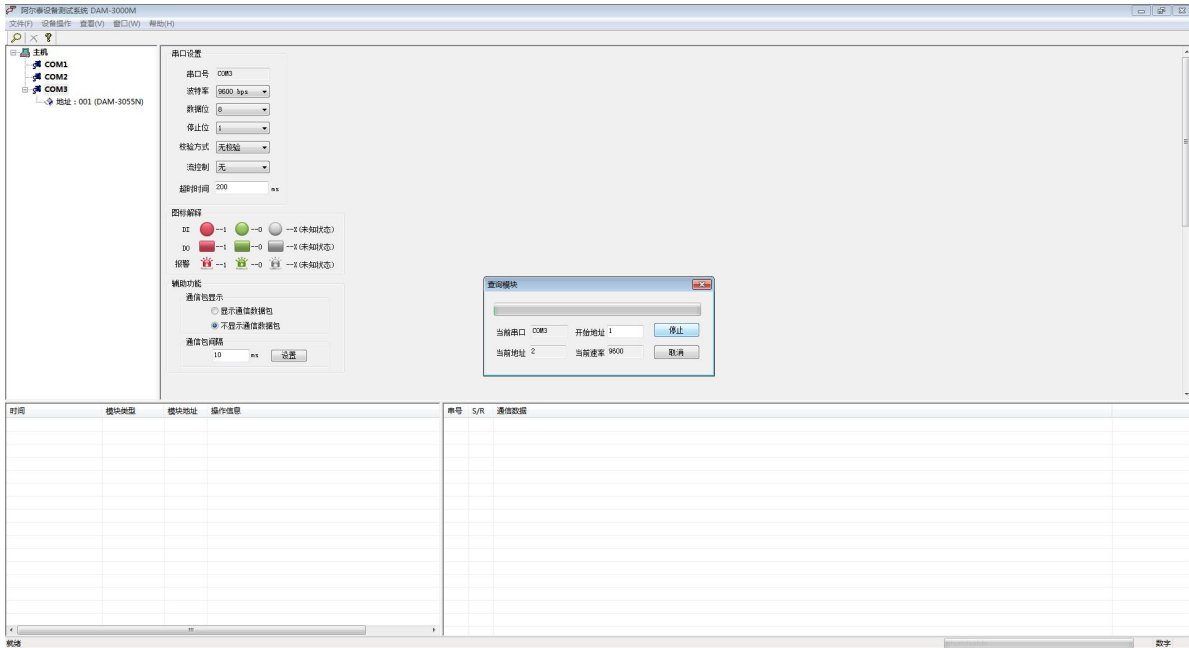 阿尔泰设备测试系统 DAM-3000M
文件(F) 设备操作 查看(V) 窗口(W) 帮助(H)
主机
COM1
COM2
COM3
地址：001 (DAM-3055N)
串口设置
串口号 COM3
波特率 9600 bps
数据位 8
停止位 1
校验方式 无校验
流控制 无
超时时间 200 ms
图标解释
DI --1 --0 --X(未知状态)
DO --1 --0 --X(未知状态)
报警 --1 --0 --X(未知状态)
辅助功能
通信包显示
显示通信数据包
不显示通信数据包
通信包间隔
10 ms 设置
查询模块
当前串口 COM3 开始地址 1 停止
当前地址 2 当前速率 9600 取消
时间 模块类型 模块地址 操作信息
串号 S/R 通信数据
就绪
数字